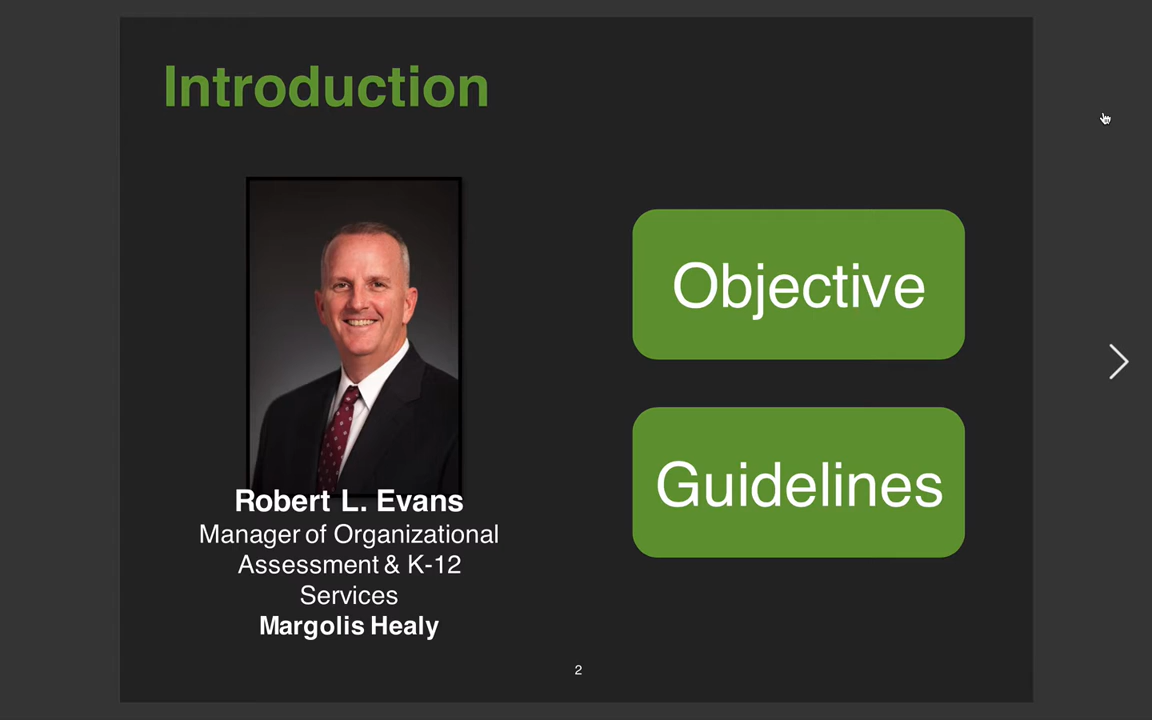 Introduction
Robert L. Evans
Manager of Organizational
Assessment & K-12
Services
Margolis Healy
Objective
Guidelines
2